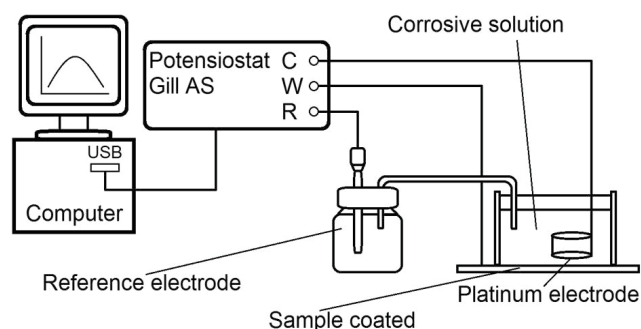 Corrosive solution
Potensiostat C
Gill AS W
R
USB
Computer
Reference electrode
Platinum electrode
Sample coated